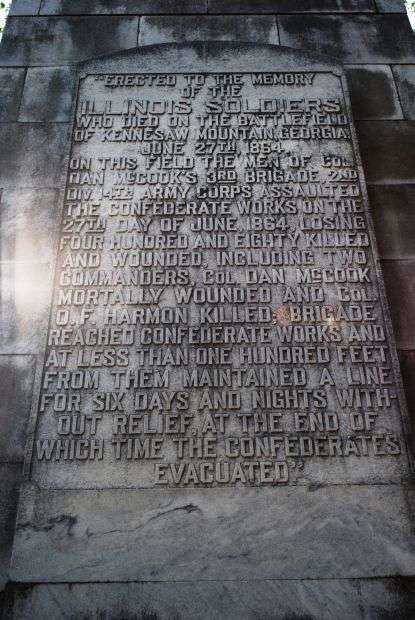 "ERECTED TO THE MEMORY
OF THE
ILLINOIS SOLDIERS
WHO DIED ON THE BATTLEFIELD
OF KENNESAW MOUNTAIN, GEORGIA
JUNE 27TH 1864
ON THIS FIELD THE MEN OF COL.
DAN McCOOK'S 3RD BRIGADE, 2ND
DIV. 14TH ARMY CORPS ASSAULTED
THE CONFEDERATE WORKS ON THE
27TH DAY OF JUNE, 1864, LOSING
FOUR HUNDRED AND EIGHTY KILLED
AND WOUNDED, INCLUDING TWO
COMMANDERS, COL. DAN McCOOK
MORTALLY WOUNDED AND COL.
O. F. HARMON KILLED. BRIGADE
REACHED CONFEDERATE WORKS AND
AT LESS THAN ONE HUNDRED FEET
FROM THEM MAINTAINED A LINE
FOR SIX DAYS AND NIGHTS WITH-
OUT RELIEF, AT THE END OF
WHICH TIME THE CONFEDERATES
EVACUATED"